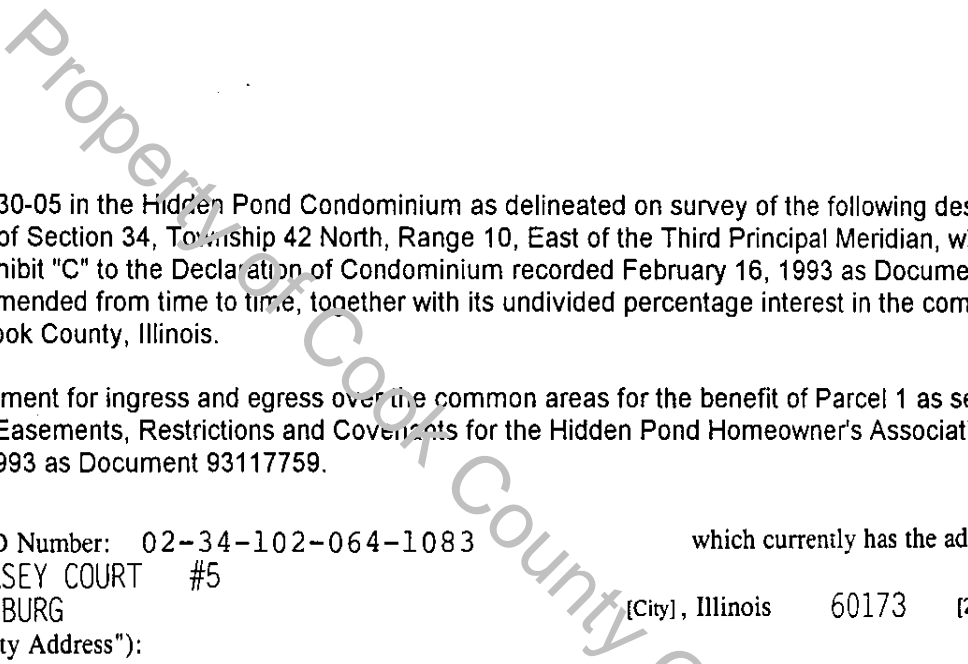 Property of Cook County C
30-05 in the Hidden Pond Condominium as delineated on survey of the following des
of Section 34, Township 42 North, Range 10, East of the Third Principal Meridian, w
hibit "C" to the Declaration of Condominium recorded February 16, 1993 as Docume
mended from time to time, together with its undivided percentage interest in the com
ook County, Illinois.
ment for ingress and egress over the common areas for the benefit of Parcel 1 as se
Easements, Restrictions and Covenants for the Hidden Pond Homeowner's Associat
993 as Document 93117759.
D Number: 02-34-102-064-1083 which currently has the ad
SEY COURT #5
BURG [City], Illinois 60173 [Z
ty Address"):